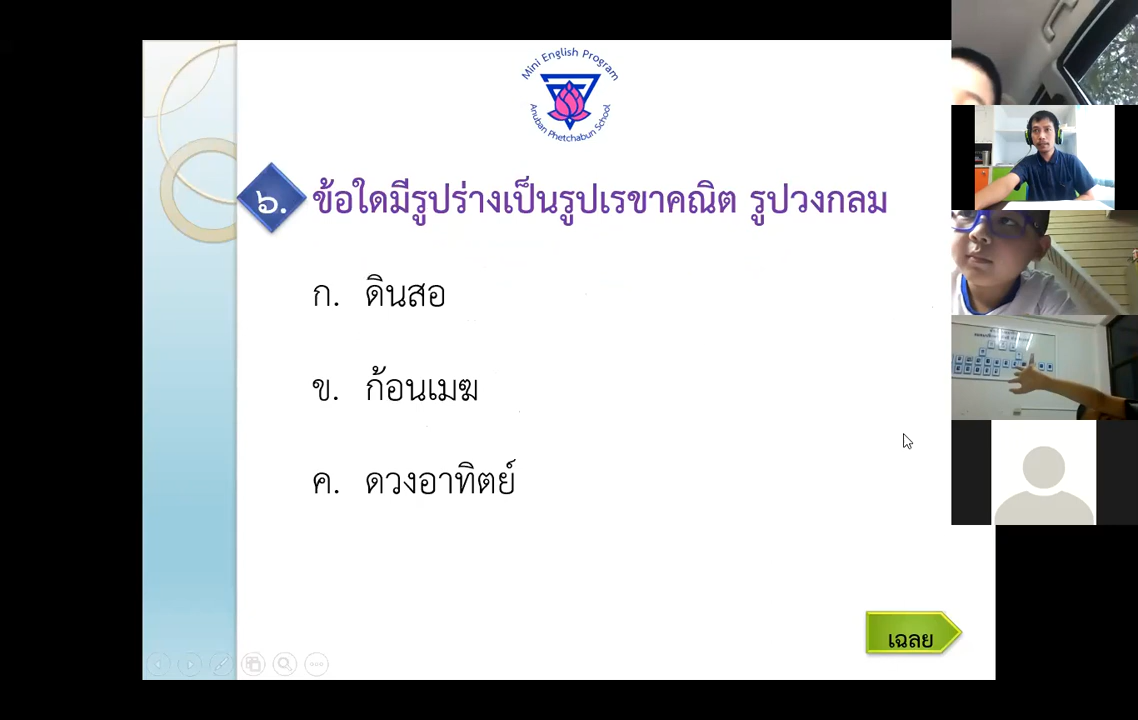 Mini English Program
Anuban Phetchabun School
๖. ข้อใดมีรูปร่างเป็นรูปเรขาคณิต รูปวงกลม
ก. ดินสอ
ข. ก้อนเมฆ
ค. ดวงอาทิตย์
เฉลย